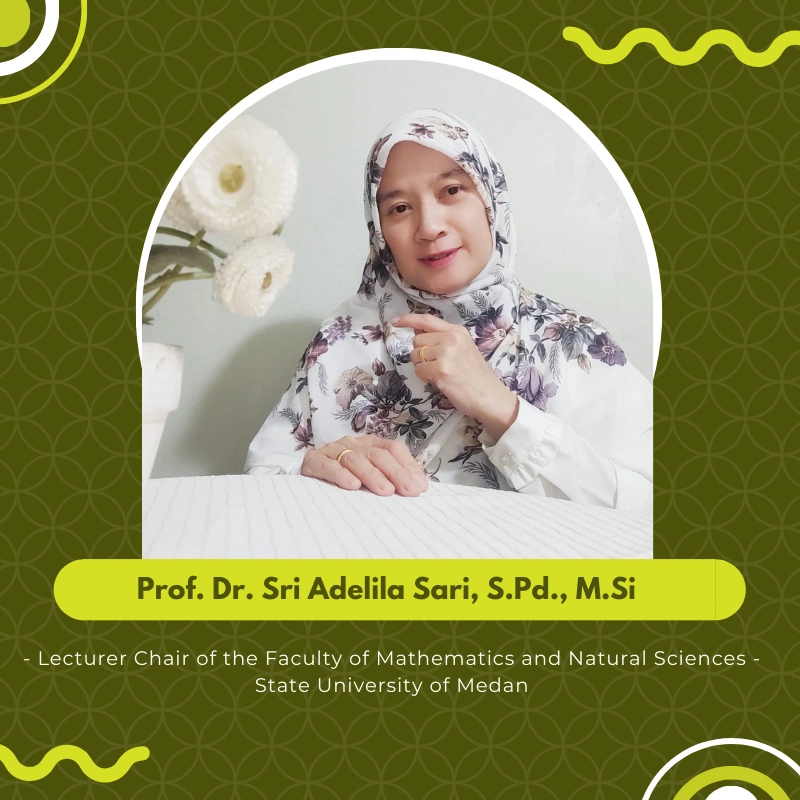 Prof. Dr. Sri Adelila Sari, S.Pd., M.Si
- Lecturer Chair of the Faculty of Mathematics and Natural Sciences -
State University of Medan